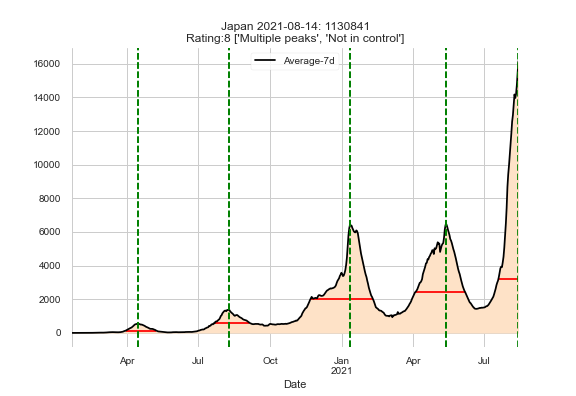 Japan 2021-08-14: 1130841
Rating:8 ['Multiple peaks', 'Not in control']
Average-7d
16000
14000
12000
10000
8000
6000
4000
2000
0
Apr Jul Oct Jan Apr Jul
2021
Date